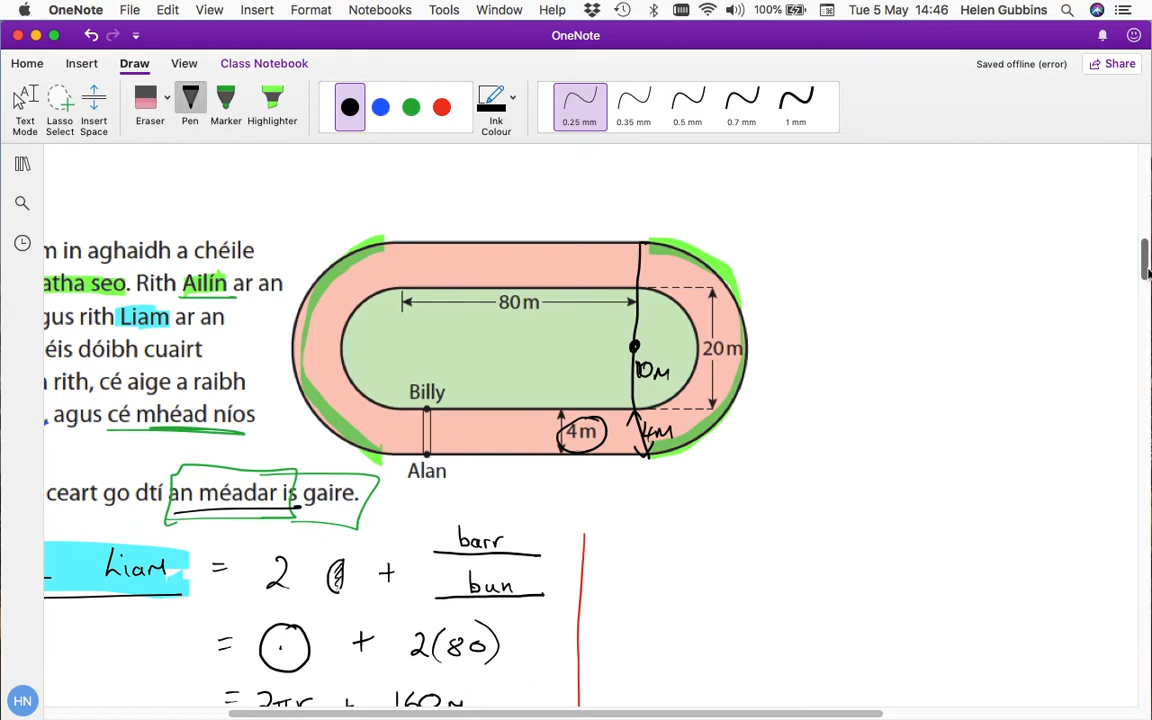 OneNote File Edit View Insert Format Notebooks Tools Window Help 100% Tue 5 May 14:46 Helen Gubbins
OneNote
Home Insert Draw View Class Notebook Saved offline (error) Share
Text Mode Lasso Select Insert Space Eraser Pen Marker Highlighter Ink Colour 0.25 mm 0.35 mm 0.5 mm 0.7 mm 1 mm
m in aghaidh a chéile
atha seo. Rith Ailín ar an
gus rith Liam ar an
éis dóibh cuairt
rith, cé aige a raibh
agus cé mhéad níos
ceart go dtí an méadar is gaire.
80 m
20 m
10m
Billy
4 m
4m
Alan
Liam = 2 + barr
bun
= + 2(80)
= 2πr + 160m
HN